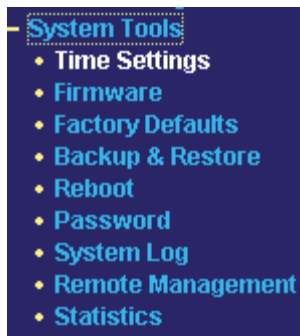 System Tools
Time Settings
Firmware
Factory Defaults
Backup & Restore
Reboot
Password
System Log
Remote Management
Statistics